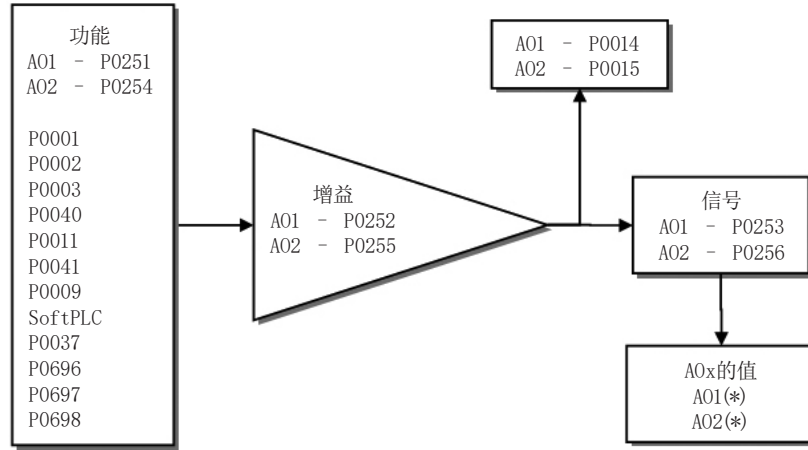 功能
AO1 - P0251
AO2 - P0254
P0001
P0002
P0003
P0040
P0011
P0041
P0009
SoftPLC
P0037
P0696
P0697
P0698
增益
AO1 - P0252
AO2 - P0255
AO1 - P0014
AO2 - P0015
信号
AO1 - P0253
AO2 - P0256
AOx的值
AO1(*)
AO2(*)